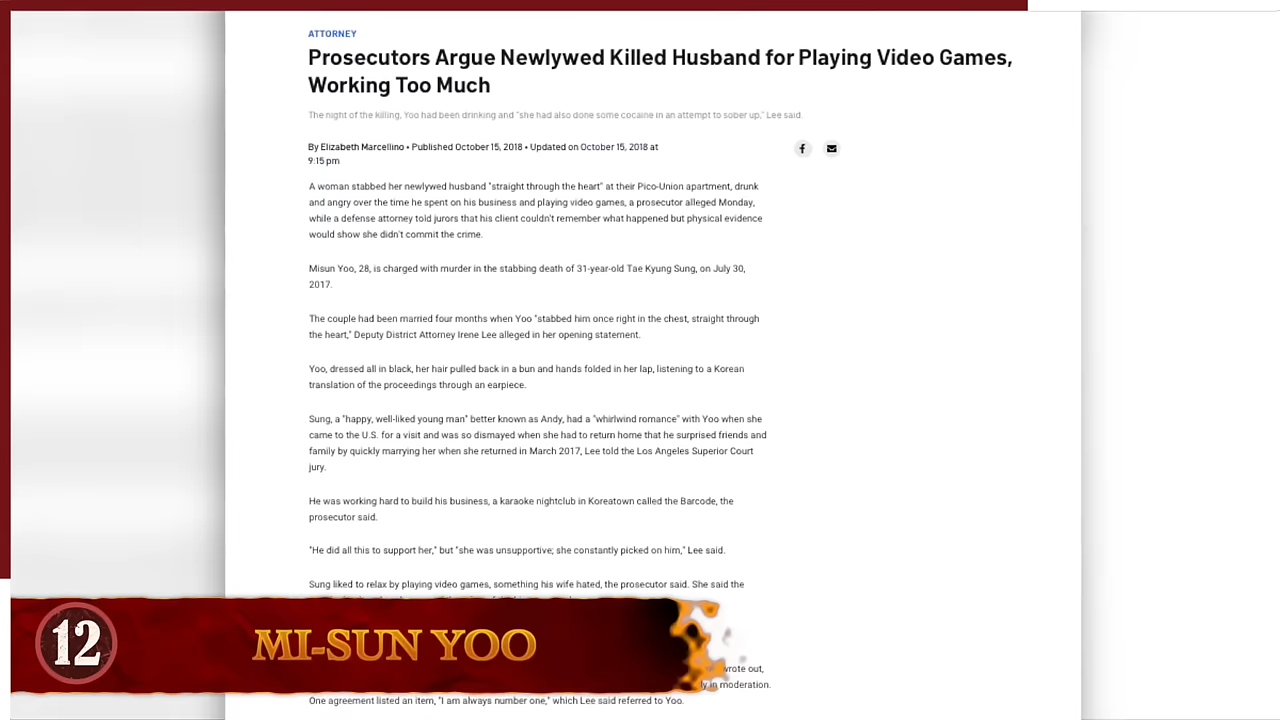 ATTORNEY
Prosecutors Argue Newlywed Killed Husband for Playing Video Games,
Working Too Much
The night of the killing, Yoo had been drinking and "she had also done some cocaine in an attempt to sober up," Lee said.
By Elizabeth Marcellino • Published October 15, 2018 • Updated on October 15, 2018 at
9:15 pm
A woman stabbed her newlywed husband "straight through the heart" at their Pico-Union apartment, drunk
and angry over the time he spent on his business and playing video games, a prosecutor alleged Monday,
while a defense attorney told jurors that his client couldn't remember what happened but physical evidence
would show she didn't commit the crime.
Misun Yoo, 28, is charged with murder in the stabbing death of 31-year-old Tae Kyung Sung, on July 30,
2017.
The couple had been married four months when Yoo "stabbed him once right in the chest, straight through
the heart," Deputy District Attorney Irene Lee alleged in her opening statement.
Yoo, dressed all in black, her hair pulled back in a bun and hands folded in her lap, listening to a Korean
translation of the proceedings through an earpiece.
Sung, a "happy, well-liked young man" better known as Andy, had a "whirlwind romance" with Yoo when she
came to the U.S. for a visit and was so dismayed when she had to return home that he surprised friends and
family by quickly marrying her when she returned in March 2017, Lee told the Los Angeles Superior Court
jury.
He was working hard to build his business, a karaoke nightclub in Koreatown called the Barcode, the
prosecutor said.
"He did all this to support her," but "she was unsupportive; she constantly picked on him," Lee said.
Sung liked to relax by playing video games, something his wife hated, the prosecutor said. She said the
12
MI-SUN YOO
wrote out,
in moderation.
One agreement listed an item, "I am always number one," which Lee said referred to Yoo.